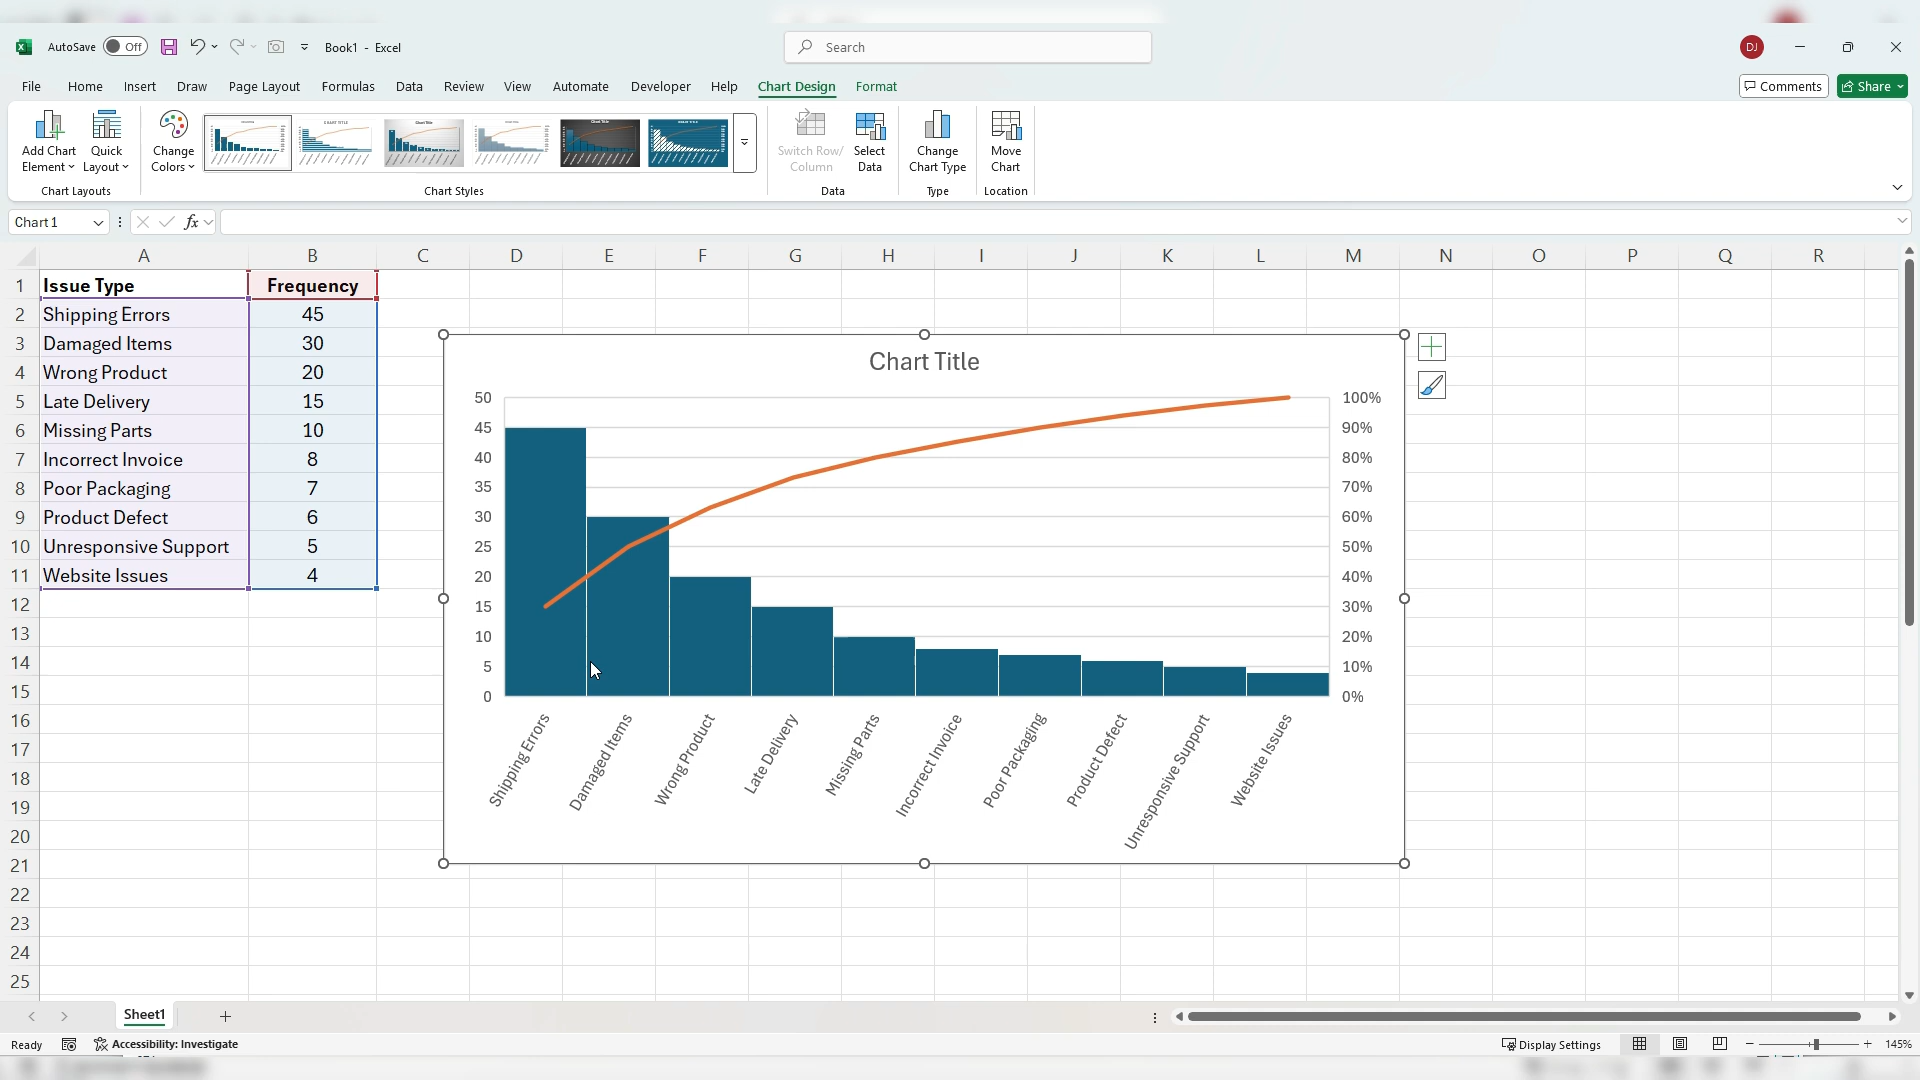 AutoSave Off Book1 - Excel Search DJ
File Home Insert Draw Page Layout Formulas Data Review View Automate Developer Help Chart Design Format Comments Share
Add Chart Element Quick Layout Change Colors Switch Row/ Column Select Data Change Chart Type Move Chart
Chart Layouts Chart Styles Data Type Location
Chart1 fx
A B C D E F G H I J K L M N O P Q R
1 Issue Type Frequency
2 Shipping Errors 45
3 Damaged Items 30
4 Wrong Product 20
5 Late Delivery 15
6 Missing Parts 10
7 Incorrect Invoice 8
8 Poor Packaging 7
9 Product Defect 6
10 Unresponsive Support 5
11 Website Issues 4
12
13
14
15
16
17
18
19
20
21
22
23
24
25
Chart Title
50 100%
45 90%
40 80%
35 70%
30 60%
25 50%
20 40%
15 30%
10 20%
5 10%
0 0%
Shipping Errors
Damaged Items
Wrong Product
Late Delivery
Missing Parts
Incorrect Invoice
Poor Packaging
Product Defect
Unresponsive Support
Website Issues
Sheet1
Ready Accessibility: Investigate Display Settings 145%